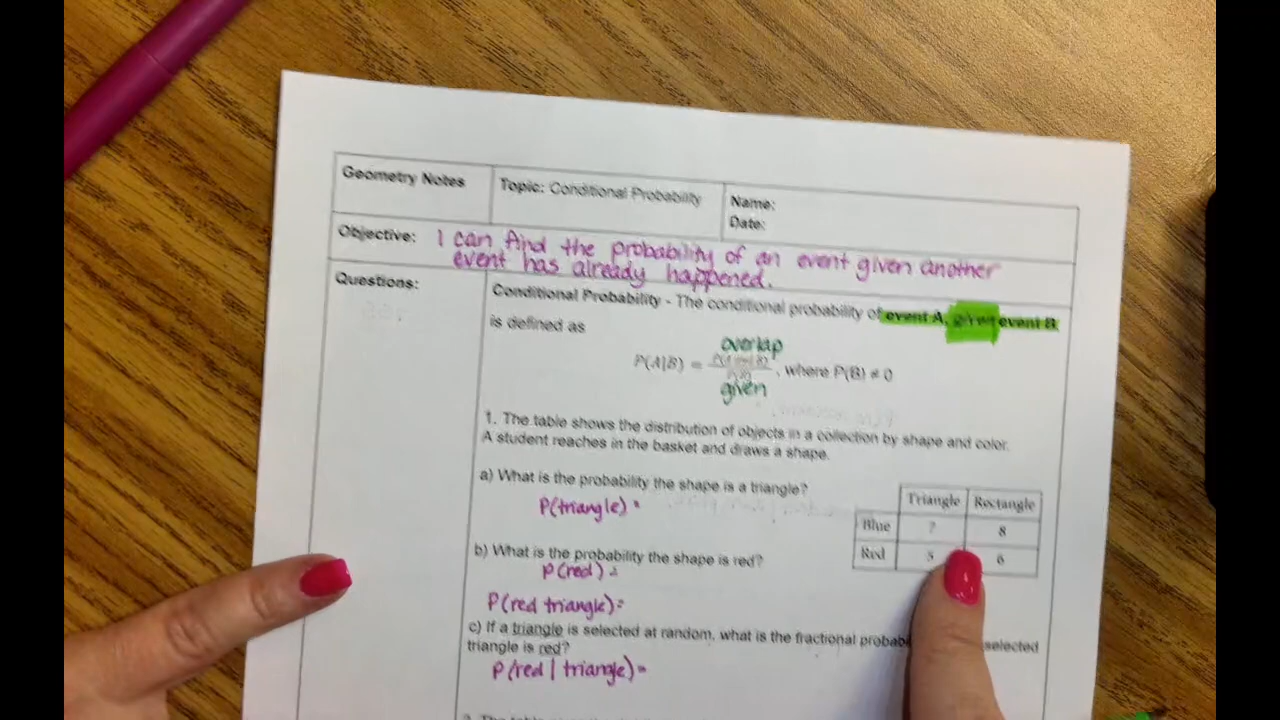 Geometry Notes
Topic: Conditional Probability
Name:
Date:
Objective: I can find the probability of an event given another
event has already happened.
Questions:
Conditional Probability - The conditional probability of event A, given event B
is defined as
overlap
P(A|B) = , where P(B) ≠ 0
given
1. The table shows the distribution of objects in a collection by shape and color.
A student reaches in the basket and draws a shape.
a) What is the probability the shape is a triangle?
P(triangle) =
Triangle Rectangle
Blue 8
Red 5 6
b) What is the probability the shape is red?
P(red) =
P(red triangle)=
c) If a triangle is selected at random, what is the fractional selected
triangle is red?
P(red | triangle)=